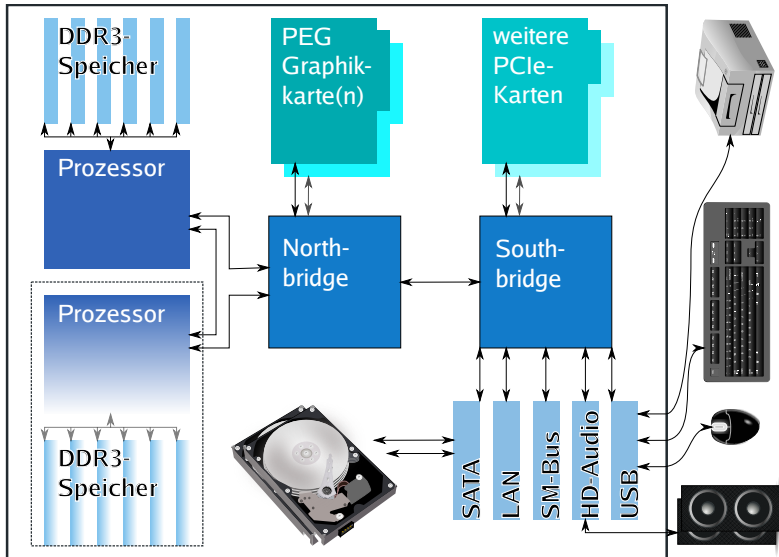 DDR3-
Speicher
PEG
Graphik-
karte(n)
weitere
PCIe-
Karten
Prozessor
North-
bridge
South-
bridge
Prozessor
DDR3-
Speicher
SATA
LAN
SM-Bus
HD-Audio
USB